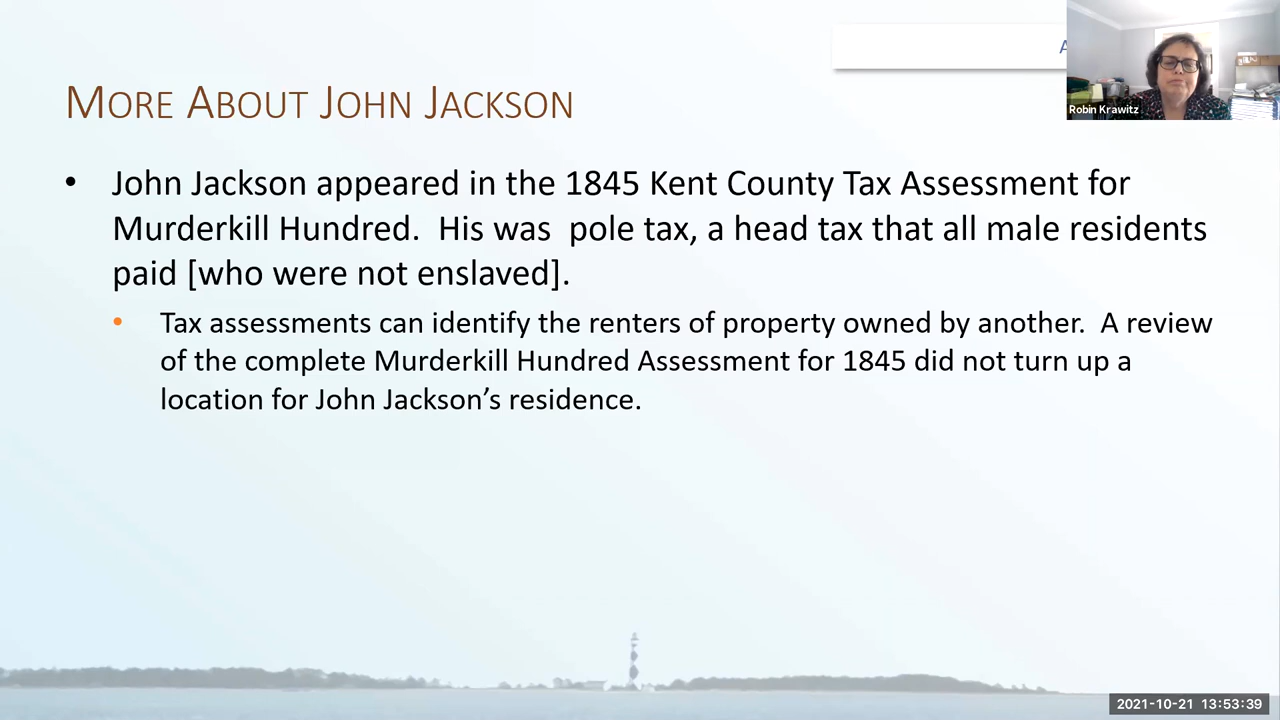 MORE ABOUT JOHN JACKSON
A
Robin Krawitz
• John Jackson appeared in the 1845 Kent County Tax Assessment for
Murderkill Hundred.  His was  pole tax, a head tax that all male residents
paid [who were not enslaved].
• Tax assessments can identify the renters of property owned by another.  A review
of the complete Murderkill Hundred Assessment for 1845 did not turn up a
location for John Jackson’s residence.
2021-10-21 13:53:39